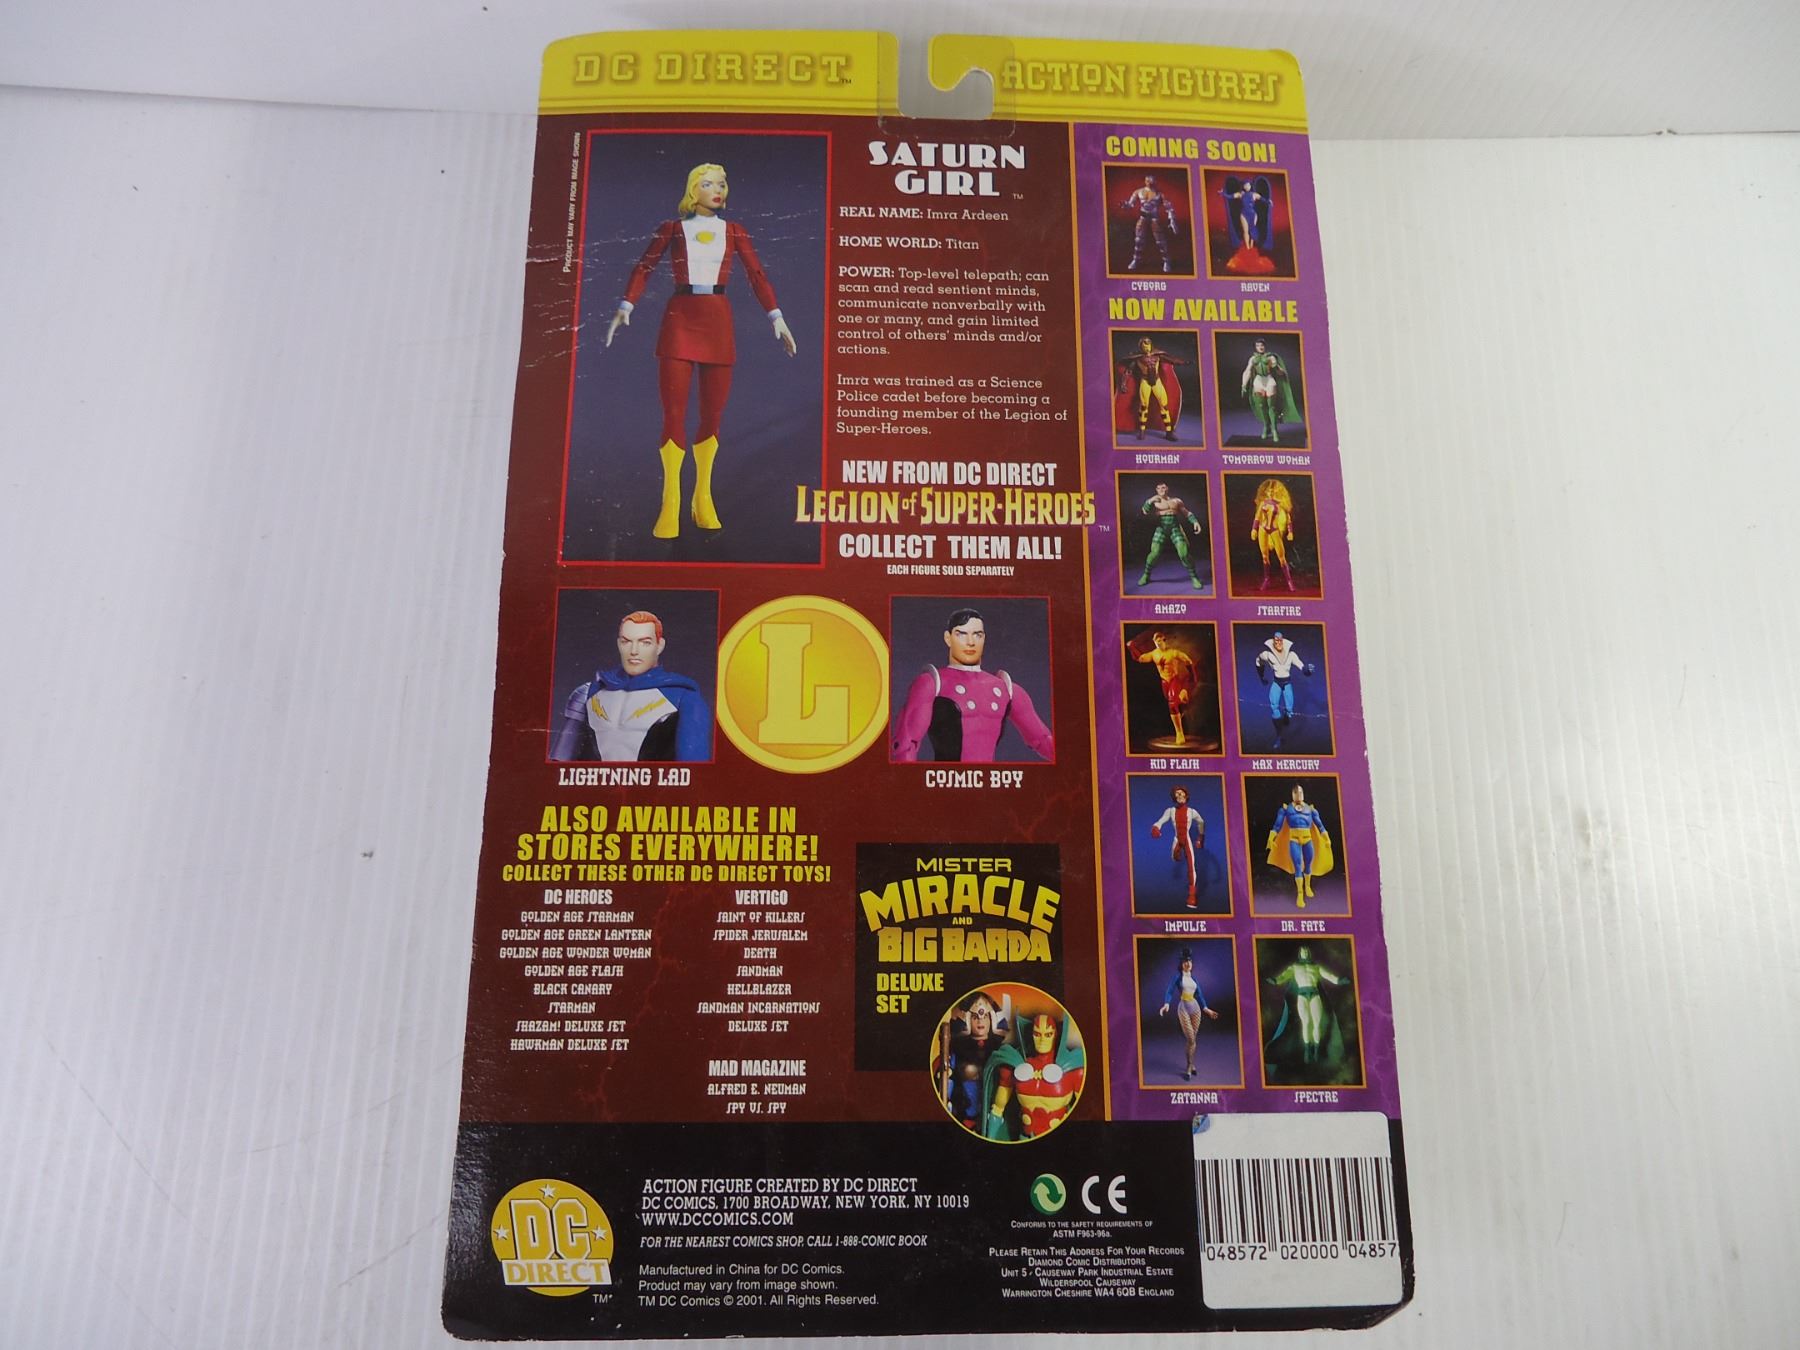 DC DIRECT™
ACTION FIGURES
PRODUCT MAY VARY FROM IMAGE SHOWN
SATURN
GIRL ™
REAL NAME: Imra Ardeen
HOME WORLD: Titan
POWER: Top-level telepath; can
scan and read sentient minds,
communicate nonverbally with
one or many, and gain limited
control of others' minds and/or
actions.
Imra was trained as a Science
Police cadet before becoming a
founding member of the Legion of
Super-Heroes.
NEW FROM DC DIRECT
LEGION of SUPER-HEROES ™
COLLECT THEM ALL!
EACH FIGURE SOLD SEPARATELY
L
LIGHTNING LAD
COSMIC BOY
ALSO AVAILABLE IN
STORES EVERYWHERE!
COLLECT THESE OTHER DC DIRECT TOYS!
DC HEROES
GOLDEN AGE STARMAN
GOLDEN AGE GREEN LANTERN
GOLDEN AGE WONDER WOMAN
GOLDEN AGE FLASH
BLACK CANARY
STARMAN
SHAZAM! DELUXE SET
HAWKMAN DELUXE SET
VERTIGO
SAINT OF KILLERS
SPIDER JERUSALEM
DEATH
SANDMAN
HELLBLAZER
SANDMAN INCARNATIONS
DELUXE SET
MAD MAGAZINE
ALFRED E. NEUMAN
SPY VS. SPY
MISTER
MIRACLE
AND
BIG BARDA
DELUXE
SET
COMING SOON!
CYBORG
RAVEN
NOW AVAILABLE
HOURMAN
TOMORROW WOMAN
AMAZO
STARFIRE
KID FLASH
MAX MERCURY
IMPULSE
DR. FATE
ZATANNA
SPECTRE
DC
DIRECT
TM*
ACTION FIGURE CREATED BY DC DIRECT
DC COMICS, 1700 BROADWAY, NEW YORK, NY 10019
WWW.DCCOMICS.COM
FOR THE NEAREST COMICS SHOP, CALL 1-888-COMIC BOOK
Manufactured in China for DC Comics.
Product may vary from image shown.
TM DC Comics © 2001. All Rights Reserved.
CE
CONFORMS TO THE SAFETY REQUIREMENTS OF
ASTM F963-96a.
PLEASE RETAIN THIS ADDRESS FOR YOUR RECORDS
DIAMOND COMIC DISTRIBUTORS
UNIT 5 - CAUSEWAY PARK INDUSTRIAL ESTATE
WILDERSPOOL CAUSEWAY
WARRINGTON CHESHIRE WA4 6QB ENGLAND
048572 020000 04857